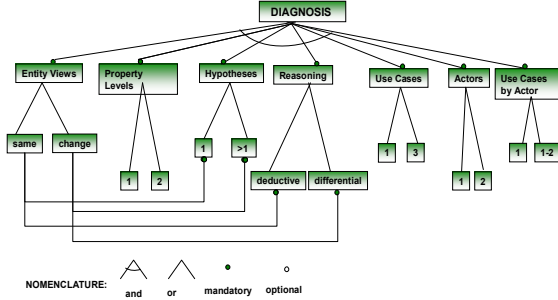 DIAGNOSIS
Entity Views
Property
Levels
Hypotheses
Reasoning
Use Cases
Actors
Use Cases
by Actor
same
change
1
>1
1
3
1
1-2
1
2
deductive
differential
1
2
NOMENCLATURE:
and
or
mandatory
optional